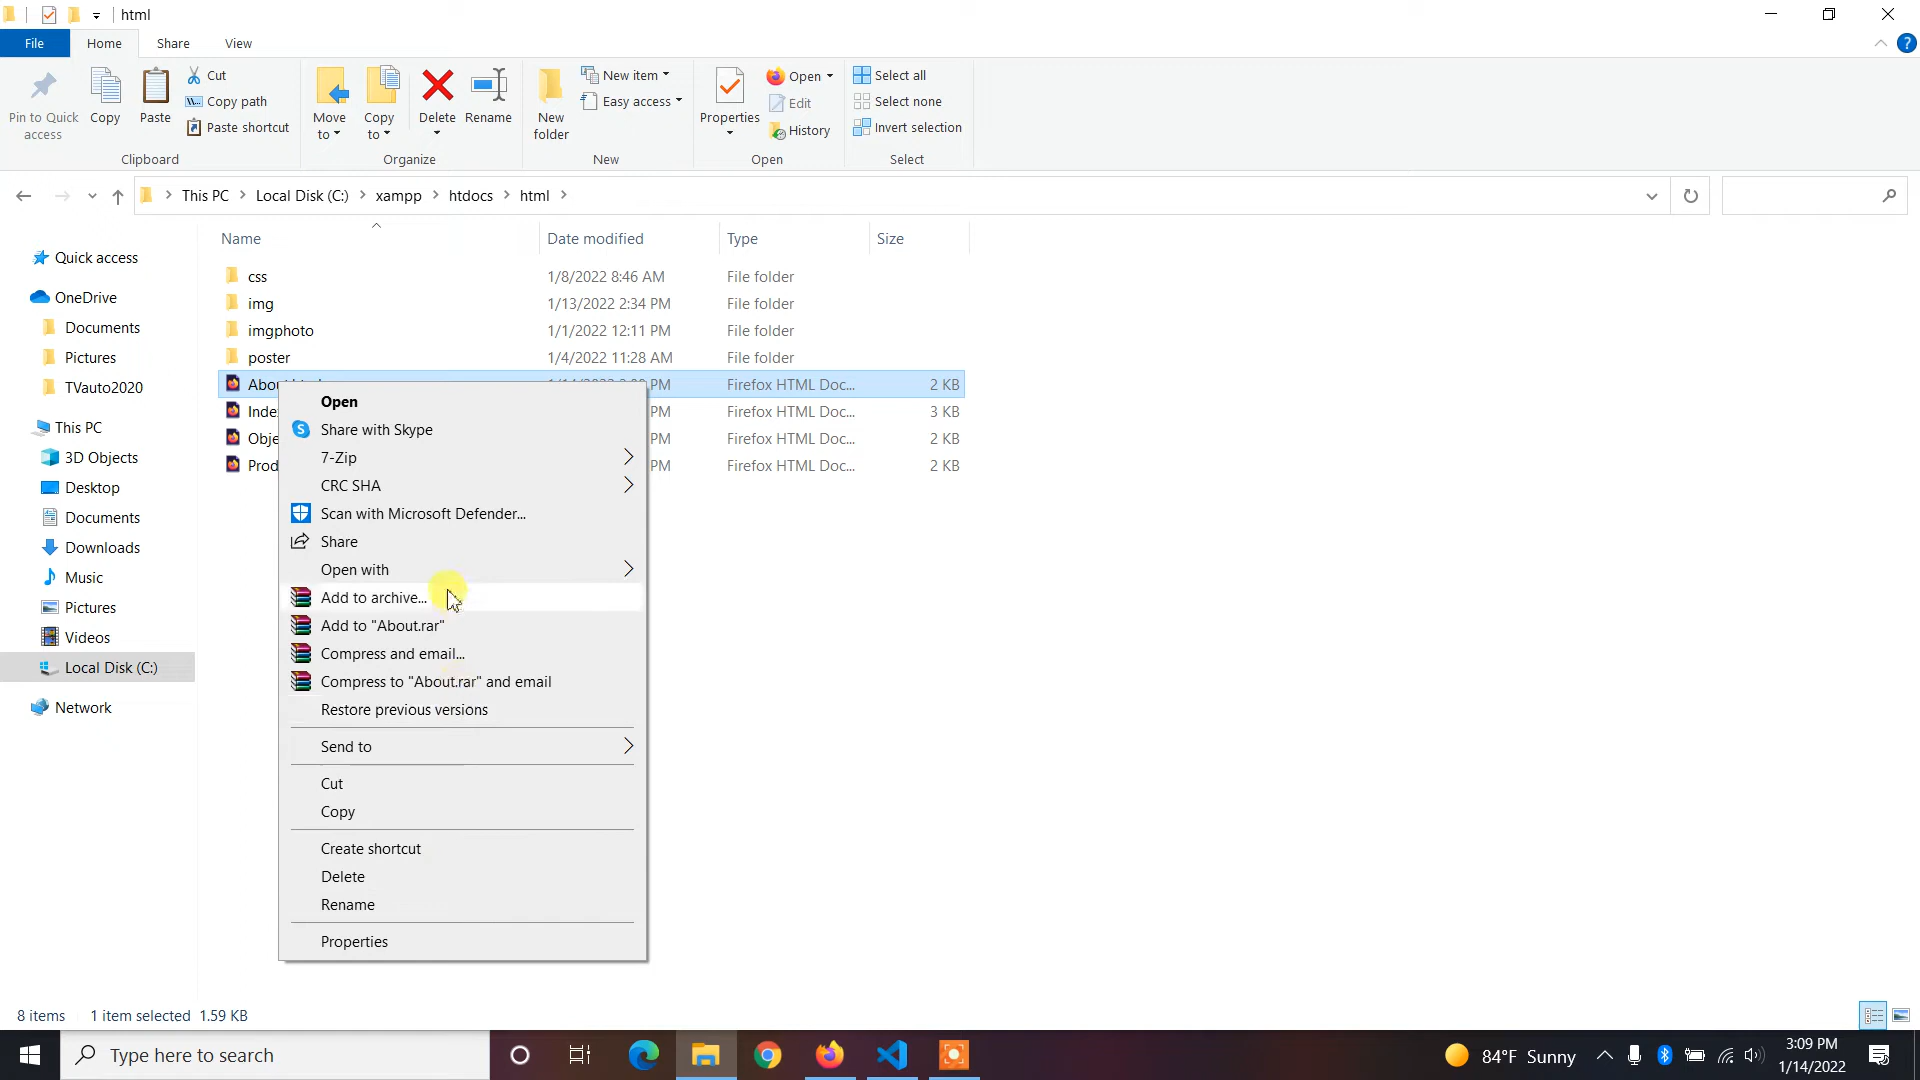 html
File Home Share View
Pin to Quick access
Copy
Paste
Cut
Copy path
Paste shortcut
Clipboard
Move to
Copy to
Delete
Rename
Organize
New folder
New item
Easy access
New
Properties
Open
Edit
History
Open
Select all
Select none
Invert selection
Select
This PC Local Disk (C:) xampp htdocs html
Name Date modified Type Size
Quick access
OneDrive
Documents
Pictures
TVauto2020
This PC
3D Objects
Desktop
Documents
Downloads
Music
Pictures
Videos
Local Disk (C:)
Network
css 1/8/2022 8:46 AM File folder
img 1/13/2022 2:34 PM File folder
imgphoto 1/1/2022 12:11 PM File folder
poster 1/4/2022 11:28 AM File folder
PM Firefox HTML Doc... 2 KB
PM Firefox HTML Doc... 3 KB
PM Firefox HTML Doc... 2 KB
PM Firefox HTML Doc... 2 KB
Open
Share with Skype
7-Zip
CRC SHA
Scan with Microsoft Defender...
Share
Open with
Add to archive...
Add to "About.rar"
Compress and email...
Compress to "About.rar" and email
Restore previous versions
Send to
Cut
Copy
Create shortcut
Delete
Rename
Properties
8 items 1 item selected 1.59 KB
Type here to search
84°F Sunny
3:09 PM
1/14/2022